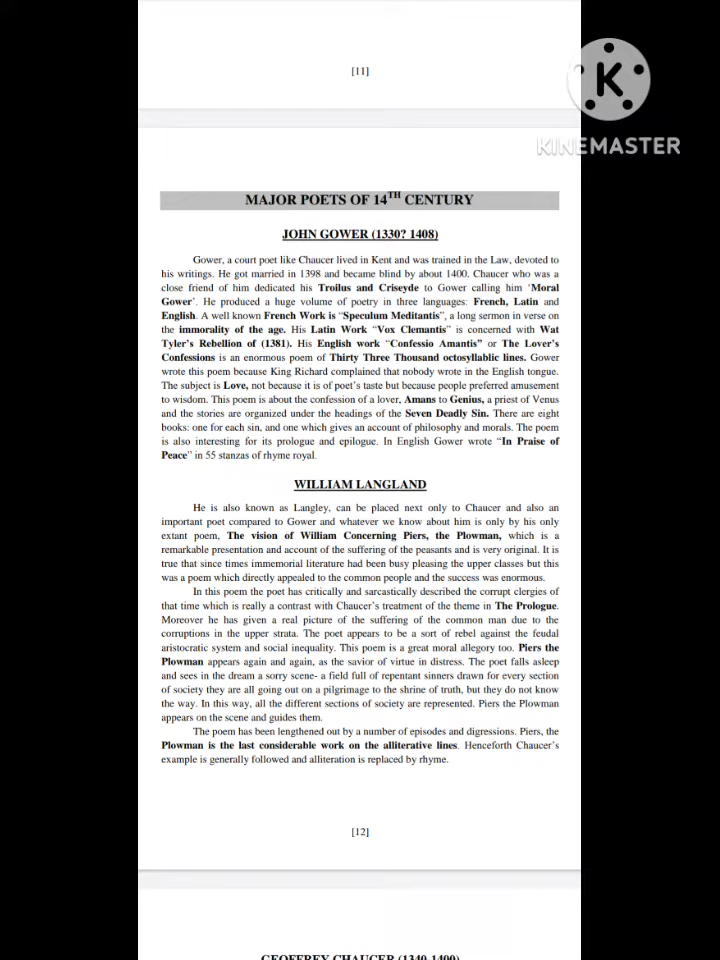 [11]
K
KINEMASTER
MAJOR POETS OF 14TH CENTURY
JOHN GOWER (1330? 1408)
Gower, a court poet like Chaucer lived in Kent and was trained in the Law, devoted to
his writings. He got married in 1398 and became blind by about 1400. Chaucer who was a
close friend of him dedicated his Troilus and Criseyde to Gower calling him ‘Moral
Gower’. He produced a huge volume of poetry in three languages: French, Latin and
English. A well known French Work is “Speculum Meditantis”, a long sermon in verse on
the immorality of the age. His Latin Work “Vox Clemantis” is concerned with Wat
Tyler’s Rebellion of (1381). His English work “Confessio Amantis” or The Lover’s
Confessions is an enormous poem of Thirty Three Thousand octosyllablic lines. Gower
wrote this poem because King Richard complained that nobody wrote in the English tongue.
The subject is Love, not because it is of poet’s taste but because people preferred amusement
to wisdom. This poem is about the confession of a lover, Amans to Genius, a priest of Venus
and the stories are organized under the headings of the Seven Deadly Sin. There are eight
books: one for each sin, and one which gives an account of philosophy and morals. The poem
is also interesting for its prologue and epilogue. In English Gower wrote “In Praise of
Peace” in 55 stanzas of rhyme royal.
WILLIAM LANGLAND
He is also known as Langley, can be placed next only to Chaucer and also an
important poet compared to Gower and whatever we know about him is only by his only
extant poem, The vision of William Concerning Piers, the Plowman, which is a
remarkable presentation and account of the suffering of the peasants and is very original. It is
true that since times immemorial literature had been busy pleasing the upper classes but this
was a poem which directly appealed to the common people and the success was enormous.
In this poem the poet has critically and sarcastically described the corrupt clergies of
that time which is really a contrast with Chaucer’s treatment of the theme in The Prologue.
Moreover he has given a real picture of the suffering of the common man due to the
corruptions in the upper strata. The poet appears to be a sort of rebel against the feudal
aristocratic system and social inequality. This poem is a great moral allegory too. Piers the
Plowman appears again and again, as the savior of virtue in distress. The poet falls asleep
and sees in the dream a sorry scene- a field full of repentant sinners drawn for every section
of society they are all going out on a pilgrimage to the shrine of truth, but they do not know
the way. In this way, all the different sections of society are represented. Piers the Plowman
appears on the scene and guides them.
The poem has been lengthened out by a number of episodes and digressions. Piers, the
Plowman is the last considerable work on the alliterative lines. Henceforth Chaucer’s
example is generally followed and alliteration is replaced by rhyme.
[12]
GEOFFREY CHAUCER (1340-1400)